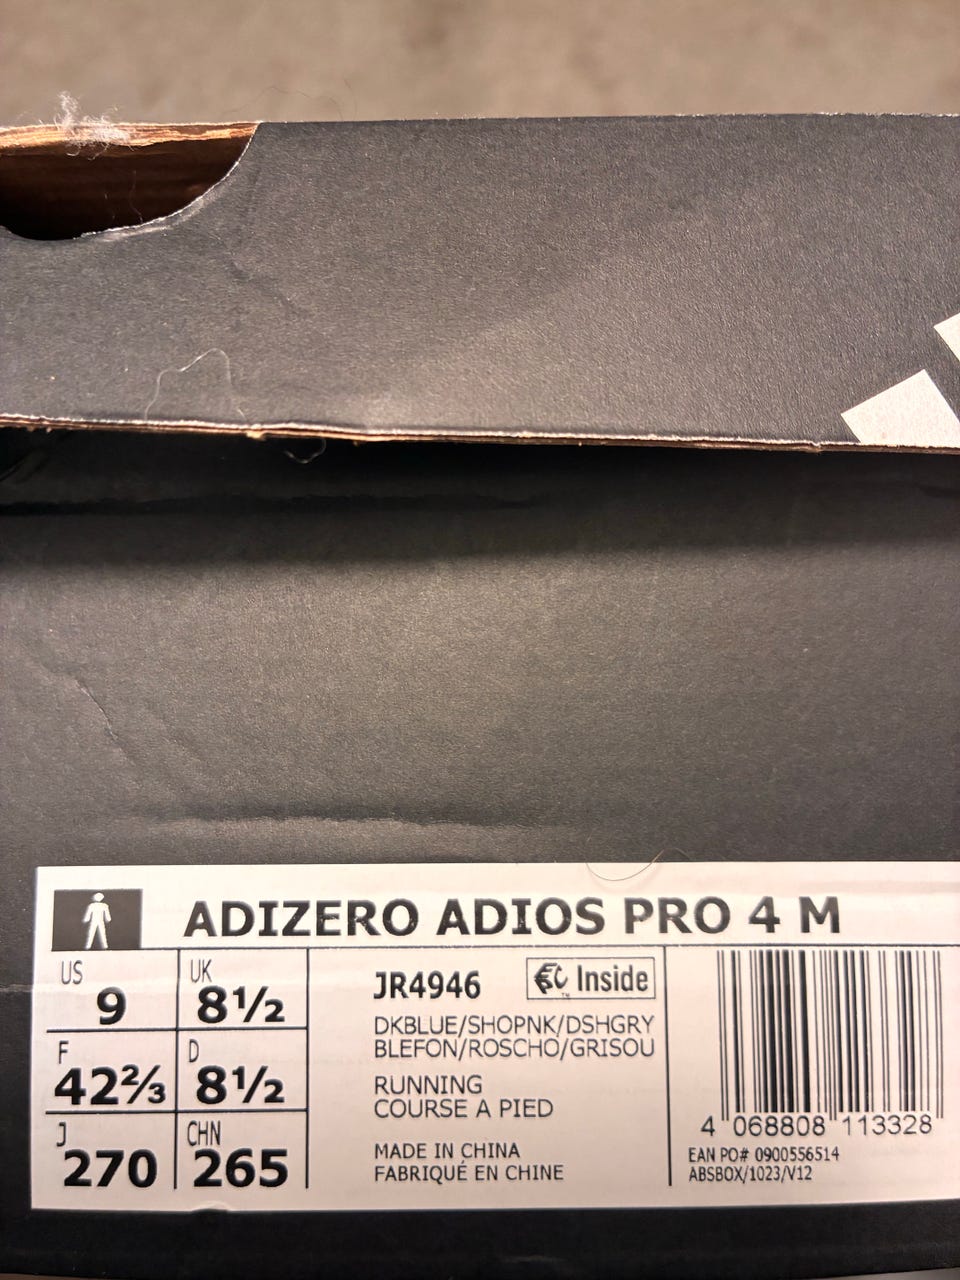 ADIZERO ADIOS PRO 4 M
US
9
UK
8½
F
42⅔
D
8½
J
270
CHN
265
JR4946
Inside
DKBLUE/SHOPNK/DSHGRY
BLEFON/ROSCHO/GRISOU
RUNNING
COURSE A PIED
MADE IN CHINA
FABRIQUÉ EN CHINE
4 068808 113328
EAN PO# 0900556514
ABSBOX/1023/V12